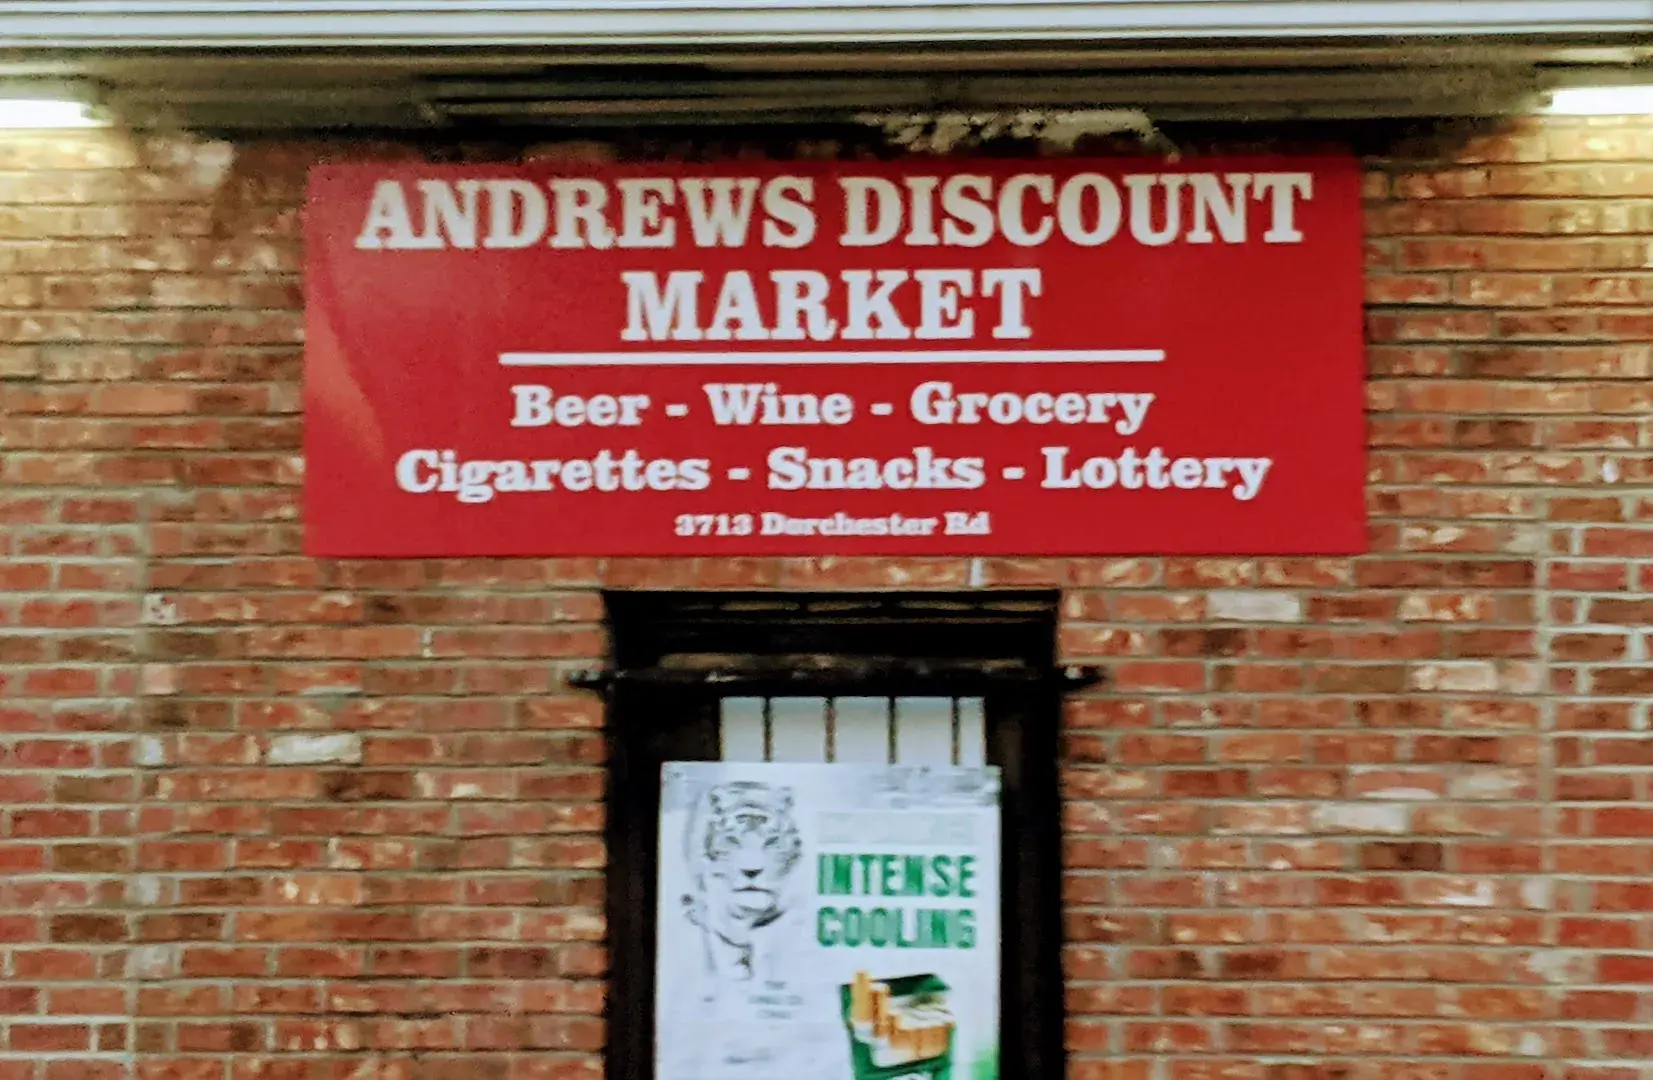 ANDREWS DISCOUNT
MARKET
Beer - Wine - Grocery
Cigarettes - Snacks - Lottery
3713 Dorchester Rd
INTENSE
COOLING